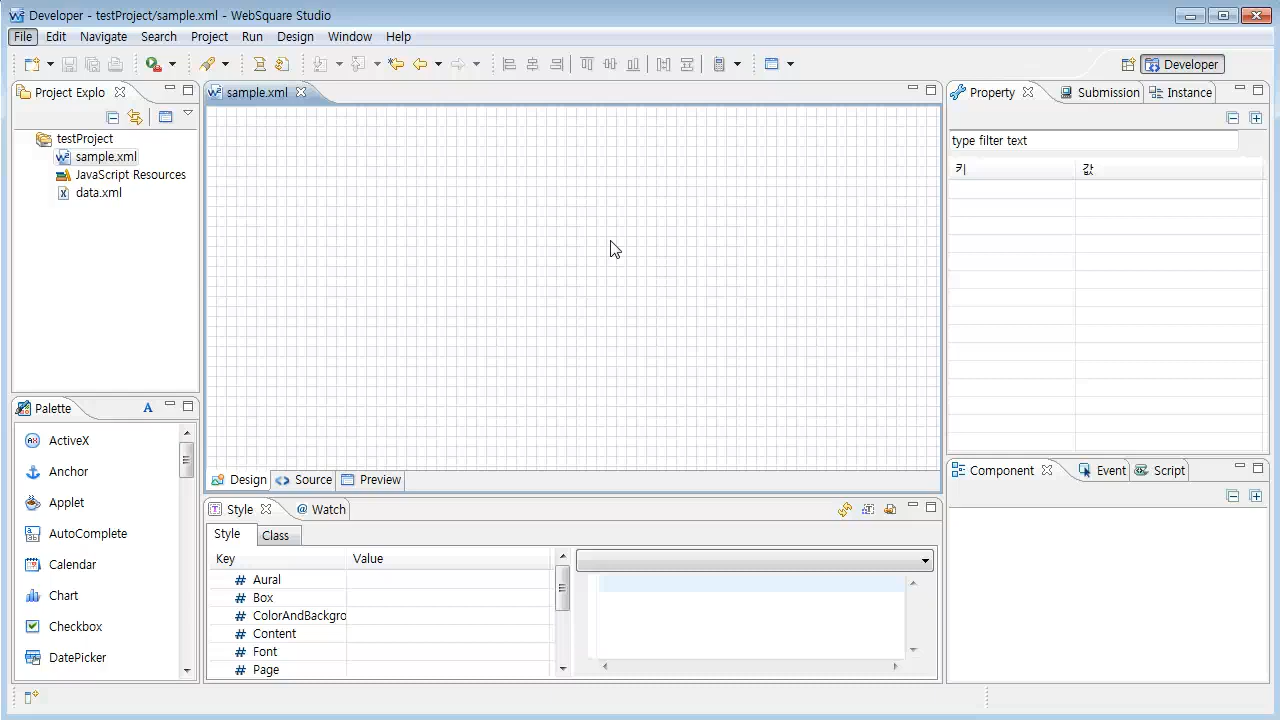 Developer - testProject/sample.xml - WebSquare Studio
File Edit Navigate Search Project Run Design Window Help
Developer
Project Explo
testProject
sample.xml
JavaScript Resources
data.xml
Palette
ActiveX
Anchor
Applet
AutoComplete
Calendar
Chart
Checkbox
DatePicker
sample.xml
Design Source Preview
Style Watch
Style Class
Key Value
Aural
Box
ColorAndBackgro
Content
Font
Page
Property Submission Instance
type filter text
키 값
Component Event Script